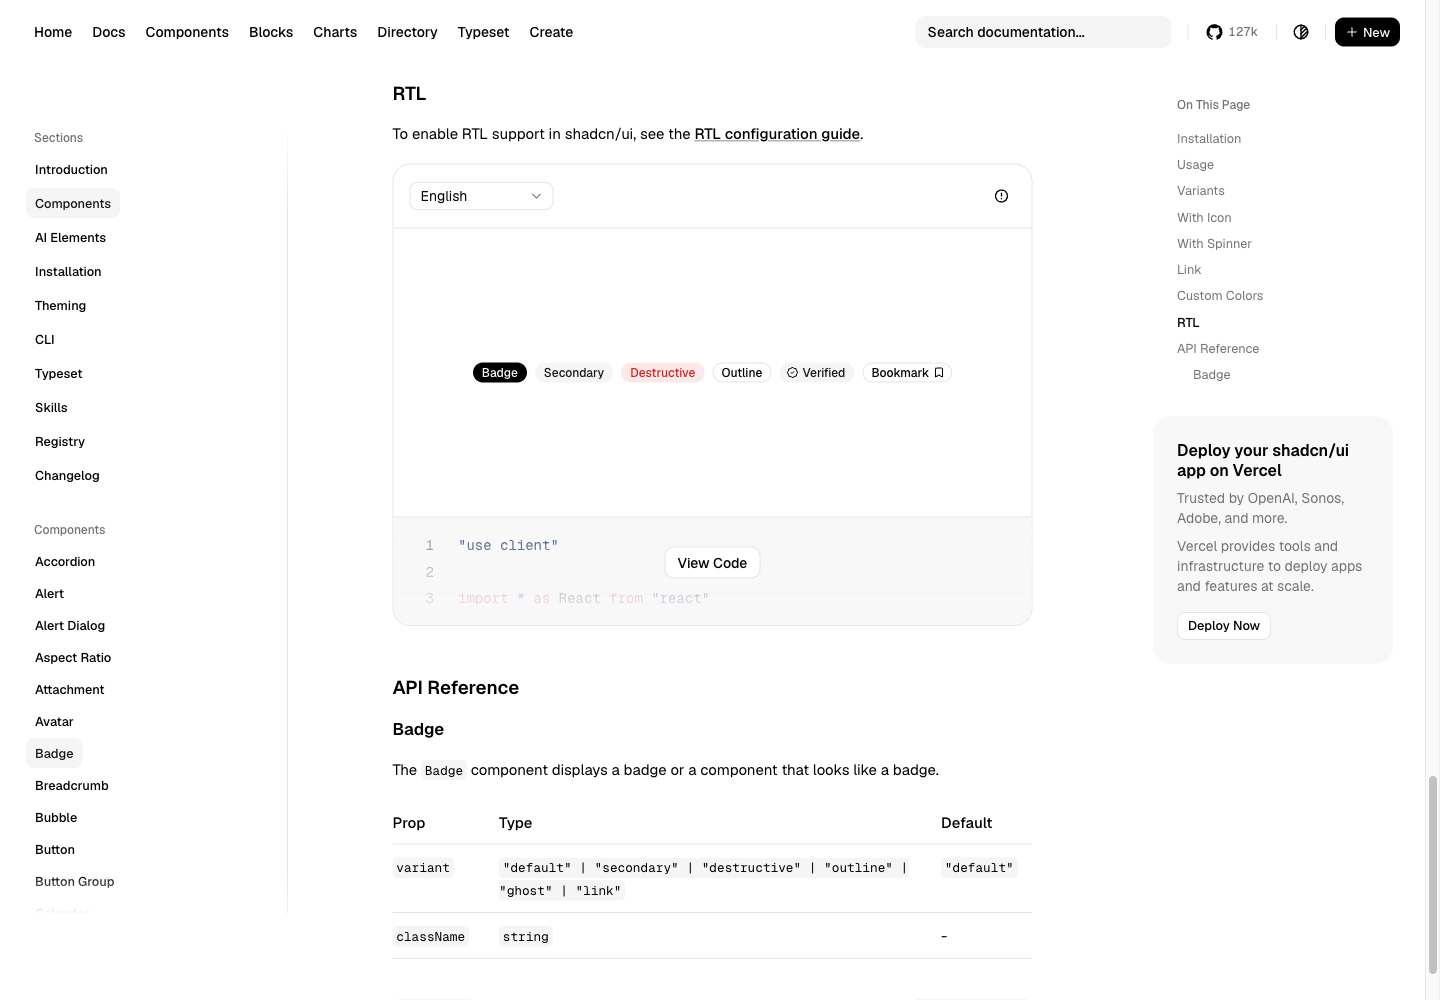 Home Docs Components Blocks Charts Directory Typeset Create
Search documentation...
127k
New
Sections
Introduction
Components
AI Elements
Installation
Theming
CLI
Typeset
Skills
Registry
Changelog
Components
Accordion
Alert
Alert Dialog
Aspect Ratio
Attachment
Avatar
Badge
Breadcrumb
Bubble
Button
Button Group
Calendar
RTL
To enable RTL support in shadcn/ui, see the RTL configuration guide.
English
Badge Secondary Destructive Outline Verified Bookmark
1 "use client"
2
3 import * as React from "react"
View Code
API Reference
Badge
The Badge component displays a badge or a component that looks like a badge.
Prop Type Default
variant "default" | "secondary" | "destructive" | "outline" | "default"
"ghost" | "link"
className string -
On This Page
Installation
Usage
Variants
With Icon
With Spinner
Link
Custom Colors
RTL
API Reference
Badge
Deploy your shadcn/ui
app on Vercel
Trusted by OpenAI, Sonos,
Adobe, and more.
Vercel provides tools and
infrastructure to deploy apps
and features at scale.
Deploy Now